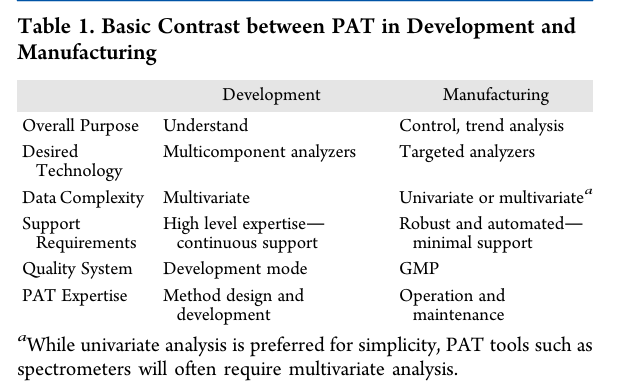 Table 1. Basic Contrast between PAT in Development and
Manufacturing
Development Manufacturing
Overall Purpose Understand Control, trend analysis
Desired Technology Multicomponent analyzers Targeted analyzers
Data Complexity Multivariate Univariate or multivariateᵃ
Support Requirements High level expertise—continuous support Robust and automated—minimal support
Quality System Development mode GMP
PAT Expertise Method design and development Operation and maintenance
ᵃWhile univariate analysis is preferred for simplicity, PAT tools such as
spectrometers will often require multivariate analysis.